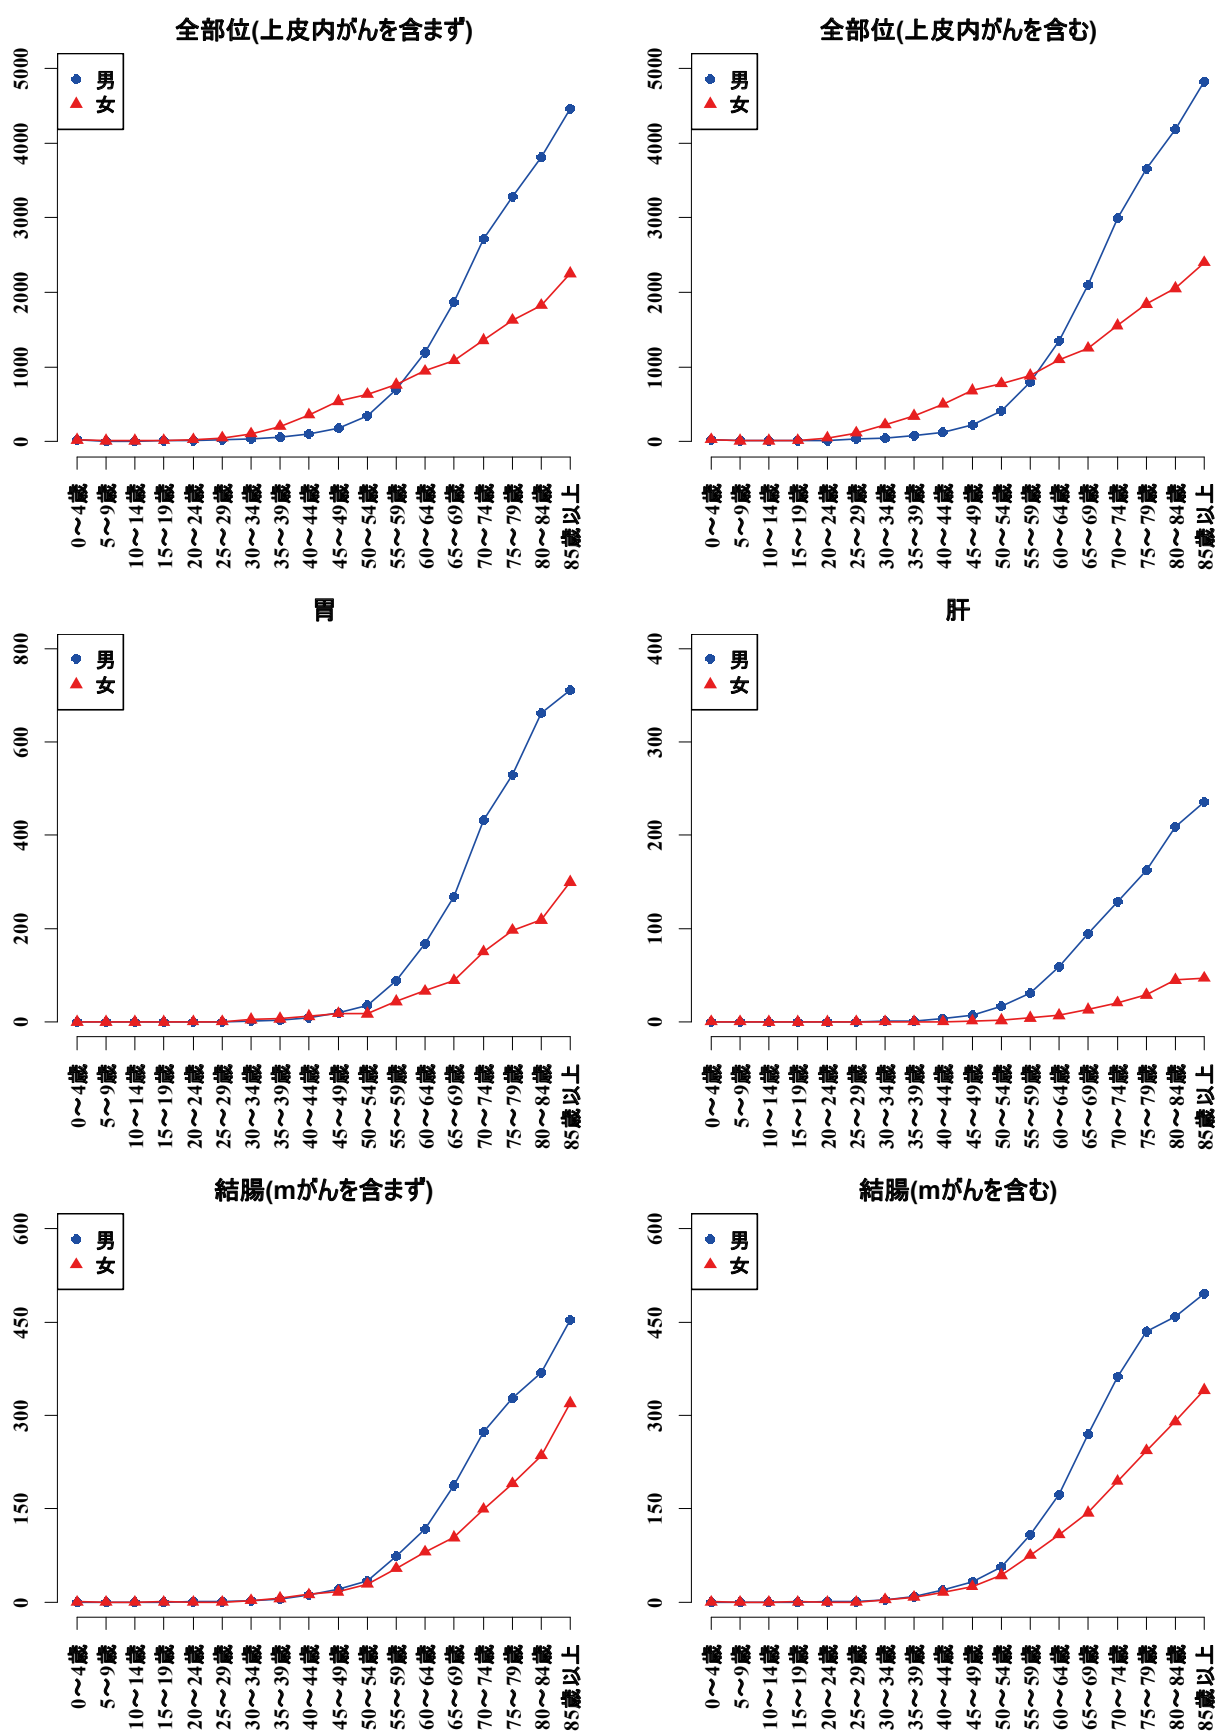 全部位(上皮内がんを含まず)
男
女
5000
4000
3000
2000
1000
0
0～4歳
5～9歳
10～14歳
15～19歳
20～24歳
25～29歳
30～34歳
35～39歳
40～44歳
45～49歳
50～54歳
55～59歳
60～64歳
65～69歳
70～74歳
75～79歳
80～84歳
85歳以上
全部位(上皮内がんを含む)
男
女
5000
4000
3000
2000
1000
0
0～4歳
5～9歳
10～14歳
15～19歳
20～24歳
25～29歳
30～34歳
35～39歳
40～44歳
45～49歳
50～54歳
55～59歳
60～64歳
65～69歳
70～74歳
75～79歳
80～84歳
85歳以上
胃
男
女
800
600
400
200
0
0～4歳
5～9歳
10～14歳
15～19歳
20～24歳
25～29歳
30～34歳
35～39歳
40～44歳
45～49歳
50～54歳
55～59歳
60～64歳
65～69歳
70～74歳
75～79歳
80～84歳
85歳以上
肝
男
女
400
300
200
100
0
0～4歳
5～9歳
10～14歳
15～19歳
20～24歳
25～29歳
30～34歳
35～39歳
40～44歳
45～49歳
50～54歳
55～59歳
60～64歳
65～69歳
70～74歳
75～79歳
80～84歳
85歳以上
結腸(mがんを含まず)
男
女
600
450
300
150
0
0～4歳
5～9歳
10～14歳
15～19歳
20～24歳
25～29歳
30～34歳
35～39歳
40～44歳
45～49歳
50～54歳
55～59歳
60～64歳
65～69歳
70～74歳
75～79歳
80～84歳
85歳以上
結腸(mがんを含む)
男
女
600
450
300
150
0
0～4歳
5～9歳
10～14歳
15～19歳
20～24歳
25～29歳
30～34歳
35～39歳
40～44歳
45～49歳
50～54歳
55～59歳
60～64歳
65～69歳
70～74歳
75～79歳
80～84歳
85歳以上